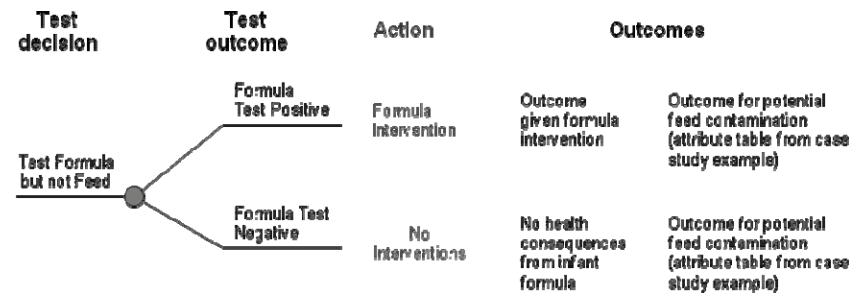 Test decision
Test outcome
Action
Outcomes
Formula
Test Positive
Formula
Intervention
Outcome
given formula
intervention
Outcome for potential
feed contamination
(attribute table from case
study example)
Test Formula
but not Feed
Formula Test
Negative
No
Interventions
No health
consequences
from infant
formula
Outcome for potential
feed contamination
(attribute table from case
study example)